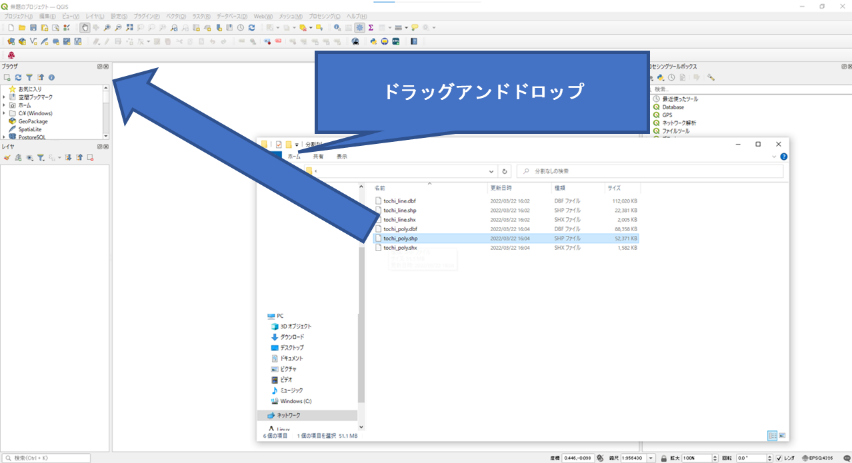 無題のプロジェクト — QGIS
プロジェクト(J) 編集(E) ビュー(V) レイヤ(L) 設定(S) プラグイン(P) ベクタ(O) ラスタ(R) データベース(D) Web(W) メッシュ(M) プロセシング(C) ヘルプ(H)
ブラウザ
お気に入り
空間ブックマーク
ホーム
C:¥ (Windows)
GeoPackage
SpatiaLite
PostgreSQL
レイヤ
ドラッグアンドドロップ
プロセシングツールボックス
検索...
最近使ったツール
Database
GPS
ネットワーク解析
ファイルツール
分割なし
ホーム 共有 表示
分割なしの検索
名前 更新日時 種類 サイズ
tochi_line.dbf 2022/03/22 16:02 DBF ファイル 112,020 KB
tochi_line.shp 2022/03/22 16:02 SHP ファイル 22,381 KB
tochi_line.shx 2022/03/22 16:02 SHX ファイル 2,005 KB
tochi_poly.dbf 2022/03/22 16:04 DBF ファイル
tochi_poly.shp 2022/03/22 16:04 SHP ファイル 52,371 KB
tochi_poly.shx 2022/03/22 16:04 SHX ファイル 1,562 KB
PC
3D オブジェクト
ダウンロード
デスクトップ
ドキュメント
ピクチャ
ビデオ
ミュージック
Windows (C:)
ネットワーク
Linux
6 個の項目 1 個の項目を選択 51.1 MB
検索(Ctrl + K)
座標 縮尺 拡大 100% 回転 0.0 ° レンダ